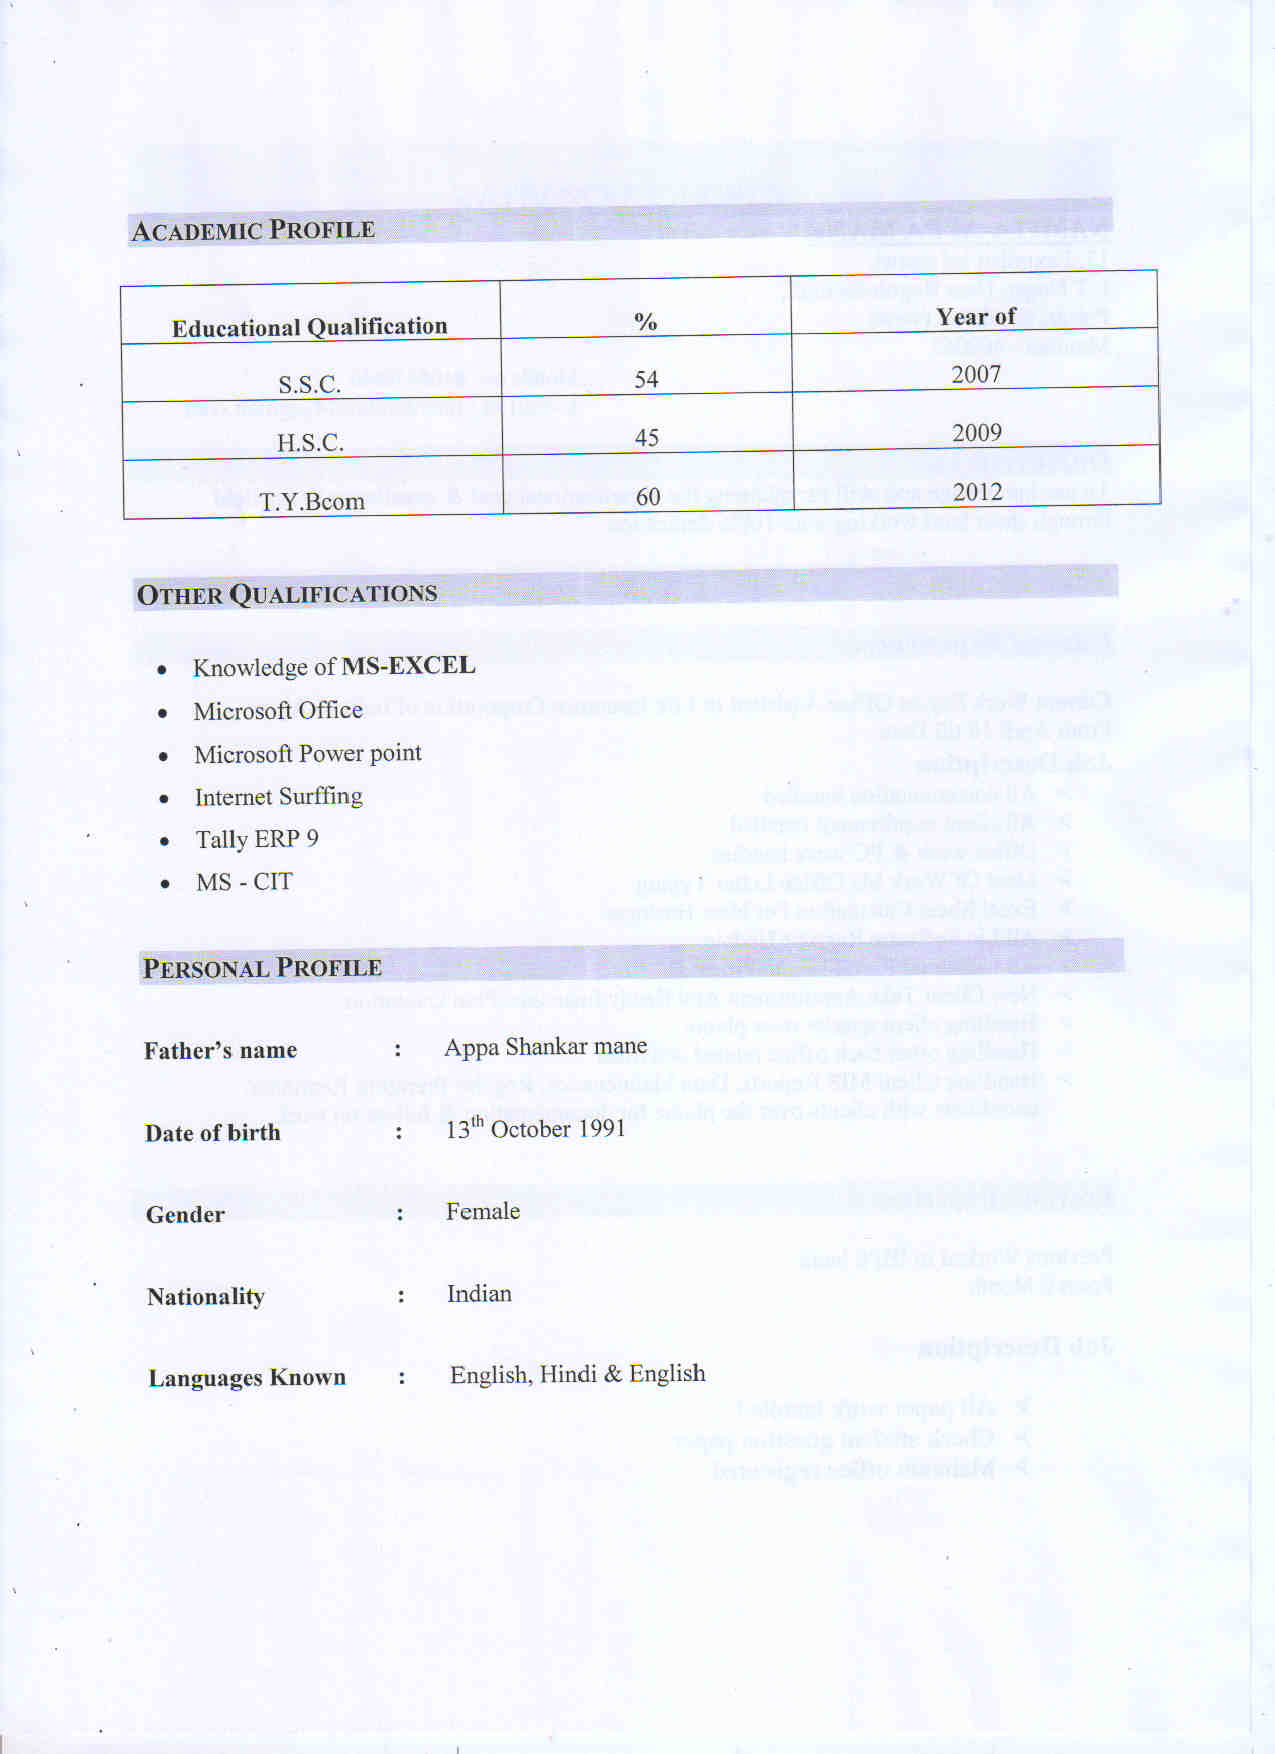 ACADEMIC PROFILE
Educational Qualification % Year of
S.S.C. 54 2007
H.S.C. 45 2009
T.Y.Bcom 60 2012
OTHER QUALIFICATIONS
• Knowledge of MS-EXCEL
• Microsoft Office
• Microsoft Power point
• Internet Surffing
• Tally ERP 9
• MS - CIT
PERSONAL PROFILE
Father's name : Appa Shankar mane
Date of birth : 13th October 1991
Gender : Female
Nationality : Indian
Languages Known : English, Hindi & English